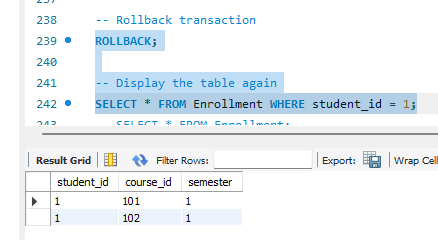 237
238 -- Rollback transaction
239 ROLLBACK;
240
241 -- Display the table again
242 SELECT * FROM Enrollment WHERE student_id = 1;
243 SELECT * FROM Enrollment;
Result Grid Filter Rows: Export: Wrap Cell
student_id course_id semester
1 101 1
1 102 1